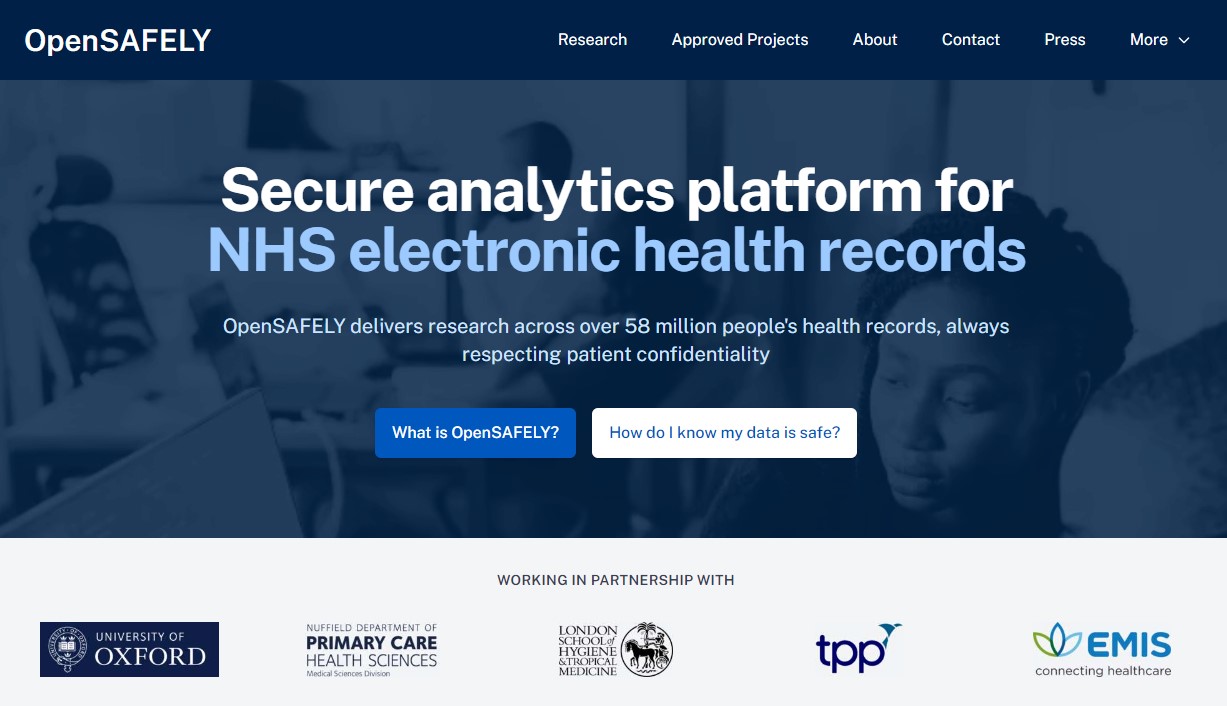 OpenSAFELY
Research
Approved Projects
About
Contact
Press
More
Secure analytics platform for
NHS electronic health records
OpenSAFELY delivers research across over 58 million people's health records, always
respecting patient confidentiality
What is OpenSAFELY?
How do I know my data is safe?
WORKING IN PARTNERSHIP WITH
UNIVERSITY OF
OXFORD
NUFFIELD DEPARTMENT OF
PRIMARY CARE
HEALTH SCIENCES
Medical Sciences Division
LONDON
SCHOOL of
HYGIENE
& TROPICAL
MEDICINE
tpp
EMIS
connecting healthcare